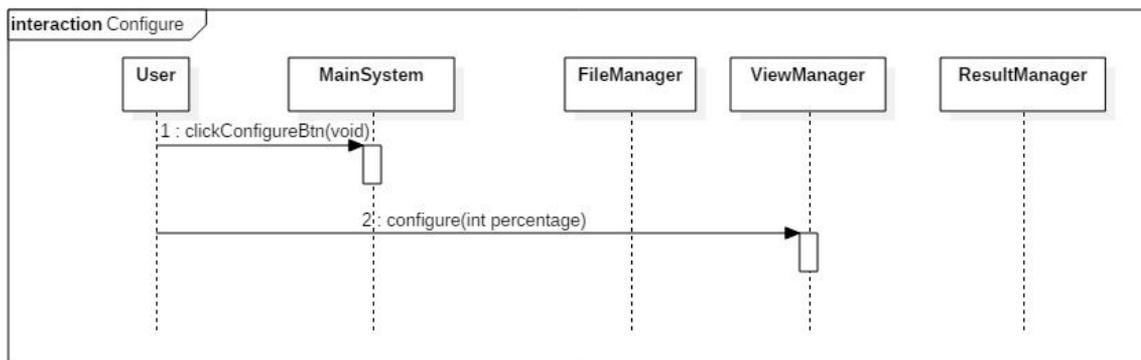 interaction Configure
User
MainSystem
FileManager
ViewManager
ResultManager
1 : clickConfigureBtn(void)
2 : configure(int percentage)